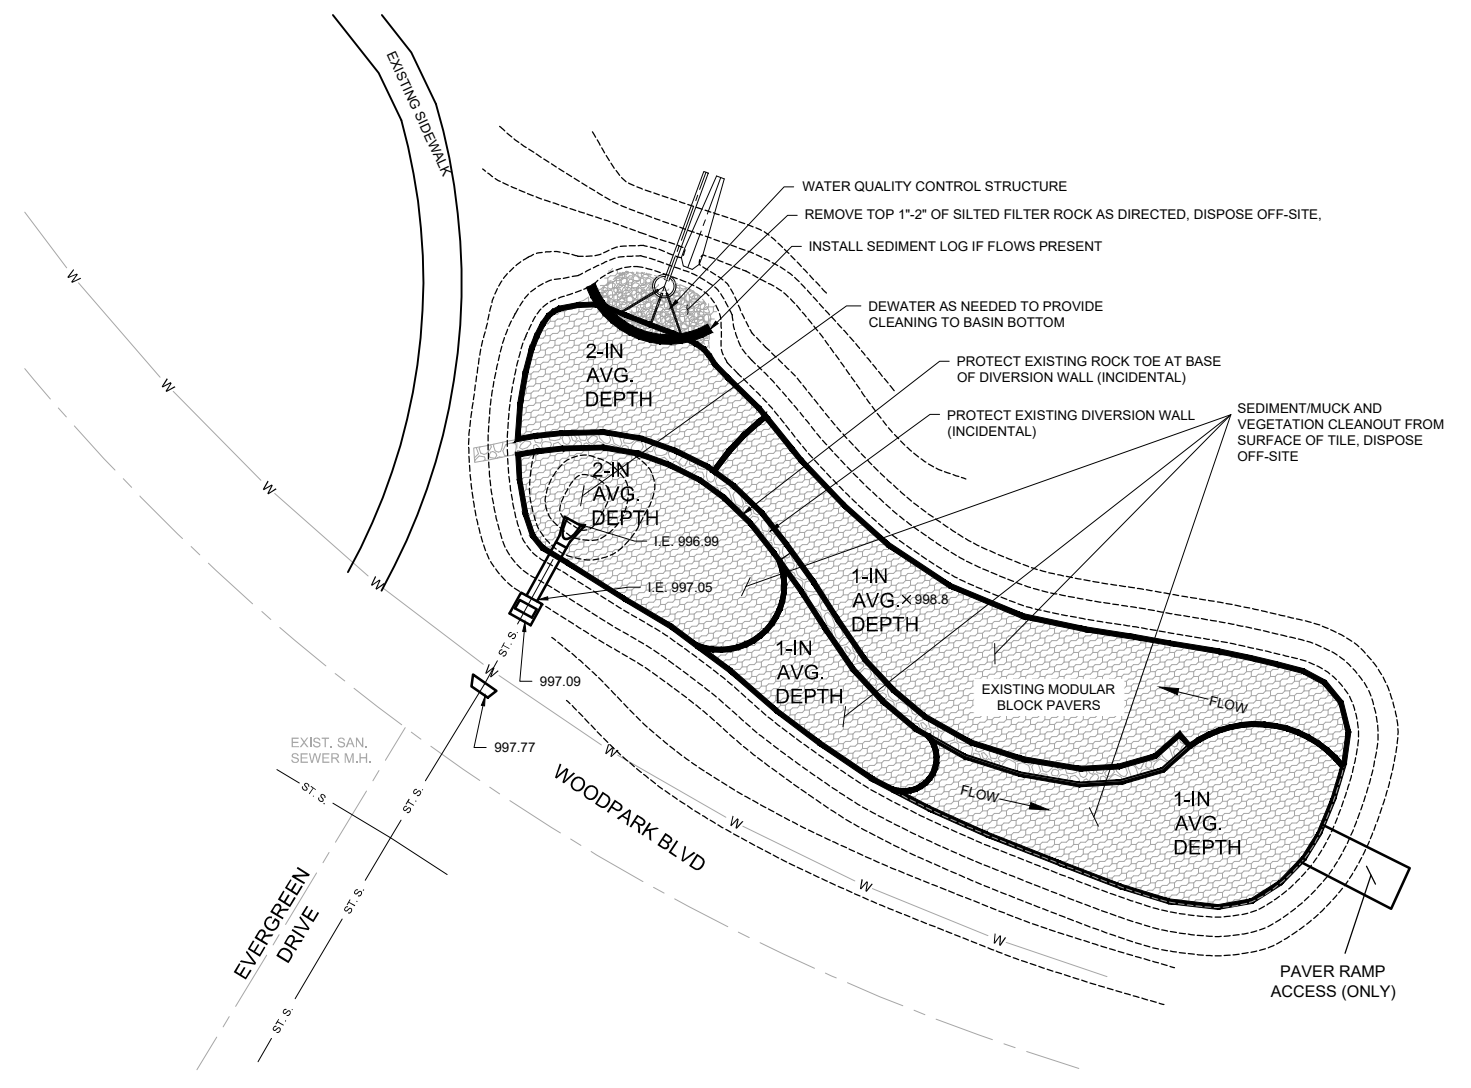 EXISTING SIDEWALK
WATER QUALITY CONTROL STRUCTURE
REMOVE TOP 1"-2" OF SILTED FILTER ROCK AS DIRECTED, DISPOSE OFF-SITE,
INSTALL SEDIMENT LOG IF FLOWS PRESENT
DEWATER AS NEEDED TO PROVIDE
CLEANING TO BASIN BOTTOM
PROTECT EXISTING ROCK TOE AT BASE
OF DIVERSION WALL (INCIDENTAL)
PROTECT EXISTING DIVERSION WALL
(INCIDENTAL)
SEDIMENT/MUCK AND
VEGETATION CLEANOUT FROM
SURFACE OF TILE, DISPOSE
OFF-SITE
2-IN
AVG.
DEPTH
2-IN
AVG.
DEPTH
I.E. 996.99
I.E. 997.05
1-IN
AVG.
DEPTH
998.8
1-IN
AVG.
DEPTH
EXISTING MODULAR
BLOCK PAVERS
FLOW
FLOW
1-IN
AVG.
DEPTH
997.09
997.77
W
W
W
W
W
W
W
W
W
ST. S.
ST. S.
ST. S.
ST. S.
ST. S.
EXIST. SAN.
SEWER M.H.
WOODPARK BLVD
EVERGREEN
DRIVE
PAVER RAMP
ACCESS (ONLY)